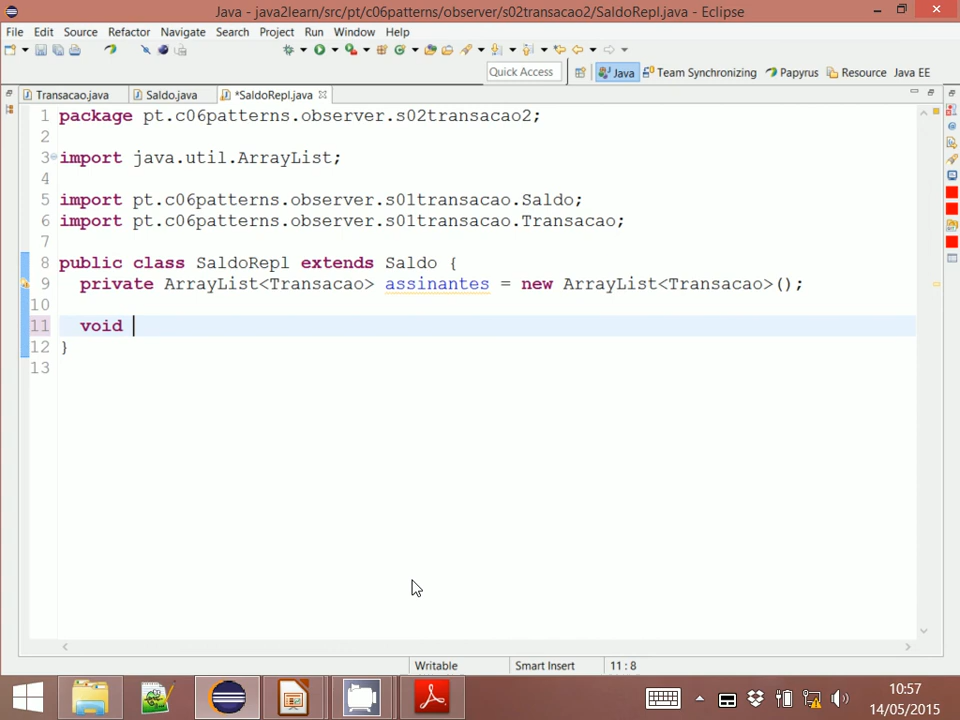 Java - java2learn/src/pt/c06patterns/observer/s02transacao2/SaldoRepl.java - Eclipse
File Edit Source Refactor Navigate Search Project Run Window Help
Quick Access Java Team Synchronizing Papyrus Resource Java EE
Transacao.java Saldo.java *SaldoRepl.java
1 package pt.c06patterns.observer.s02transacao2;
2
3 import java.util.ArrayList;
4
5 import pt.c06patterns.observer.s01transacao.Saldo;
6 import pt.c06patterns.observer.s01transacao.Transacao;
7
8 public class SaldoRepl extends Saldo {
9 private ArrayList<Transacao> assinantes = new ArrayList<Transacao>();
10
11 void
12 }
13
Writable Smart Insert 11 : 8
10:57
14/05/2015